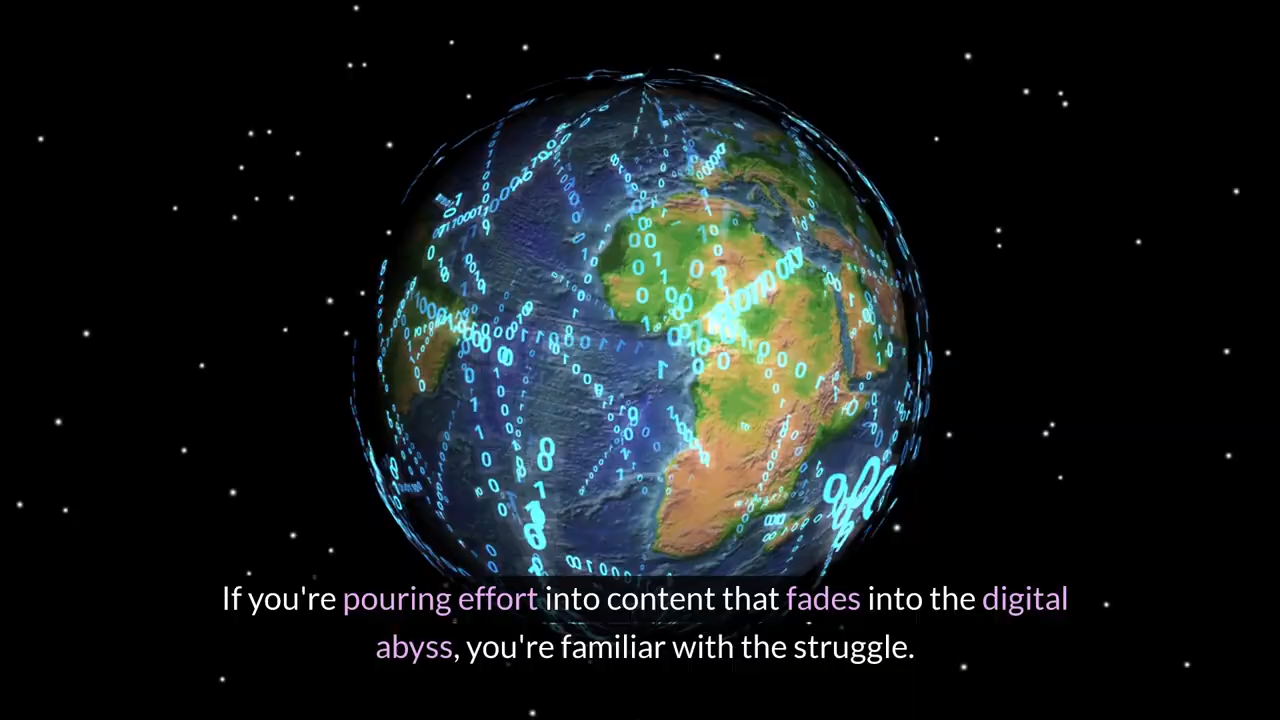 If you're pouring effort into content that fades into the digital
abyss, you're familiar with the struggle.